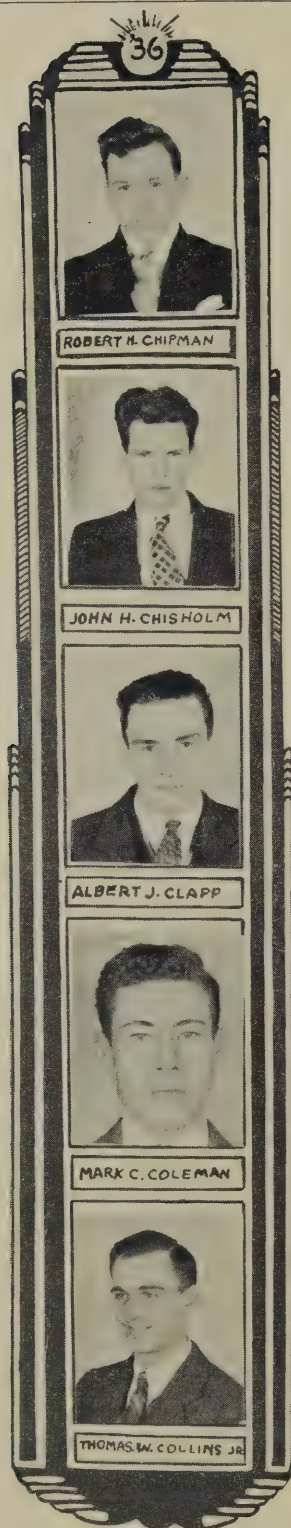 36
ROBERT H. CHIPMAN
JOHN H. CHISHOLM
ALBERT J. CLAPP
MARK C. COLEMAN
THOMAS. W. COLLINS JR